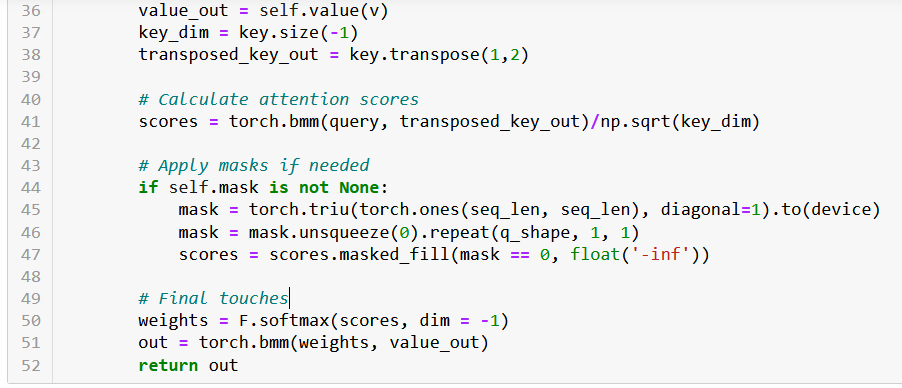 36 value_out = self.value(v)
37 key_dim = key.size(-1)
38 transposed_key_out = key.transpose(1,2)
39
40 # Calculate attention scores
41 scores = torch.bmm(query, transposed_key_out)/np.sqrt(key_dim)
42
43 # Apply masks if needed
44 if self.mask is not None:
45 mask = torch.triu(torch.ones(seq_len, seq_len), diagonal=1).to(device)
46 mask = mask.unsqueeze(0).repeat(q_shape, 1, 1)
47 scores = scores.masked_fill(mask == 0, float('-inf'))
48
49 # Final touches
50 weights = F.softmax(scores, dim = -1)
51 out = torch.bmm(weights, value_out)
52 return out